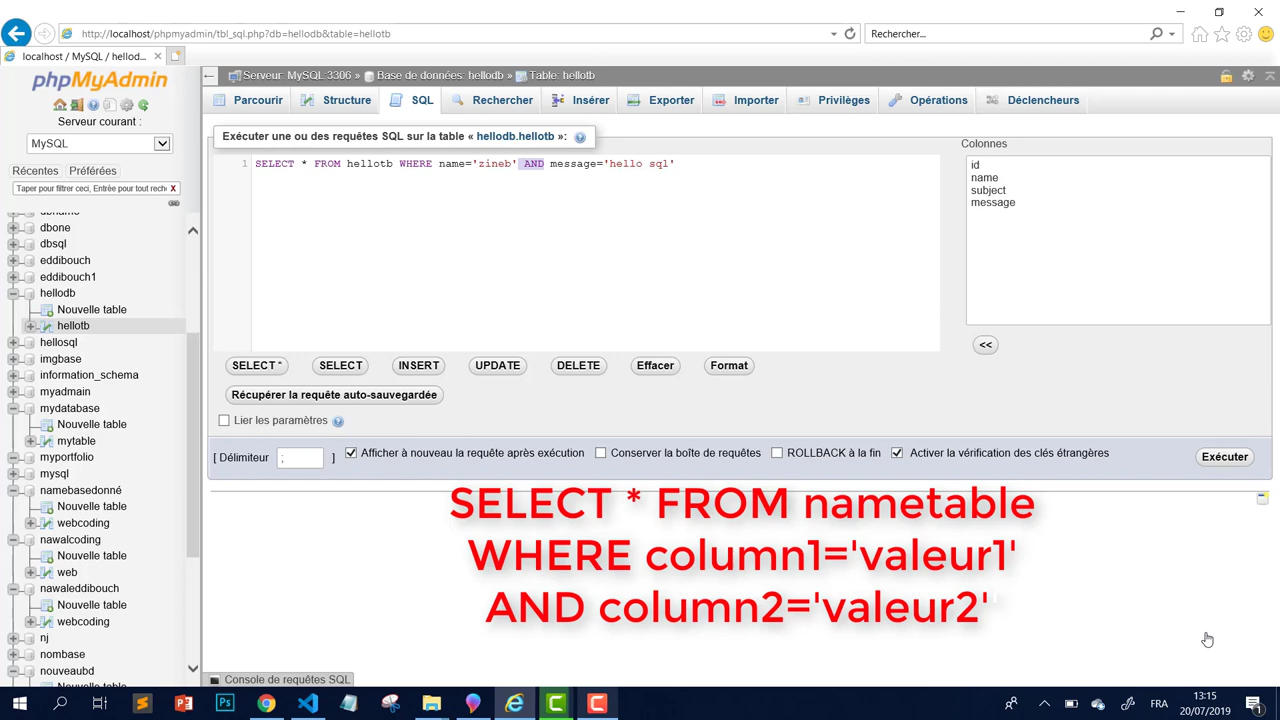 http://localhost/phpmyadmin/tbl_sql.php?db=hellodb&table=hellotb
Rechercher...
localhost / MySQL / hellod...
phpMyAdmin
Serveur courant :
MySQL
Récentes Préférées
Taper pour filtrer ceci, Entrée pour tout rech X
dbone
dbsql
eddibouch
eddibouch1
hellodb
Nouvelle table
hellotb
hellosql
imgbase
information_schema
myadmain
mydatabase
Nouvelle table
mytable
myportfolio
mysql
namebasedonné
Nouvelle table
webcoding
nawalcoding
Nouvelle table
web
nawaleddibouch
Nouvelle table
webcoding
nj
nombase
nouveaubd
Serveur: MySQL:3306 » Base de données: hellodb » Table: hellotb
Parcourir Structure SQL Rechercher Insérer Exporter Importer Privilèges Opérations Déclencheurs
Exécuter une ou des requêtes SQL sur la table « hellodb.hellotb »:
1 SELECT * FROM hellotb WHERE name='zineb' AND message='hello sql'
Colonnes
id
name
subject
message
<<
SELECT * SELECT INSERT UPDATE DELETE Effacer Format
Récupérer la requête auto-sauvegardée
Lier les paramètres
[ Délimiteur ; ] Afficher à nouveau la requête après exécution Conserver la boîte de requêtes ROLLBACK à la fin Activer la vérification des clés étrangères Exécuter
SELECT * FROM nametable
WHERE column1='valeur1'
AND column2='valeur2'
Console de requêtes SQL
FRA
13:15
20/07/2019